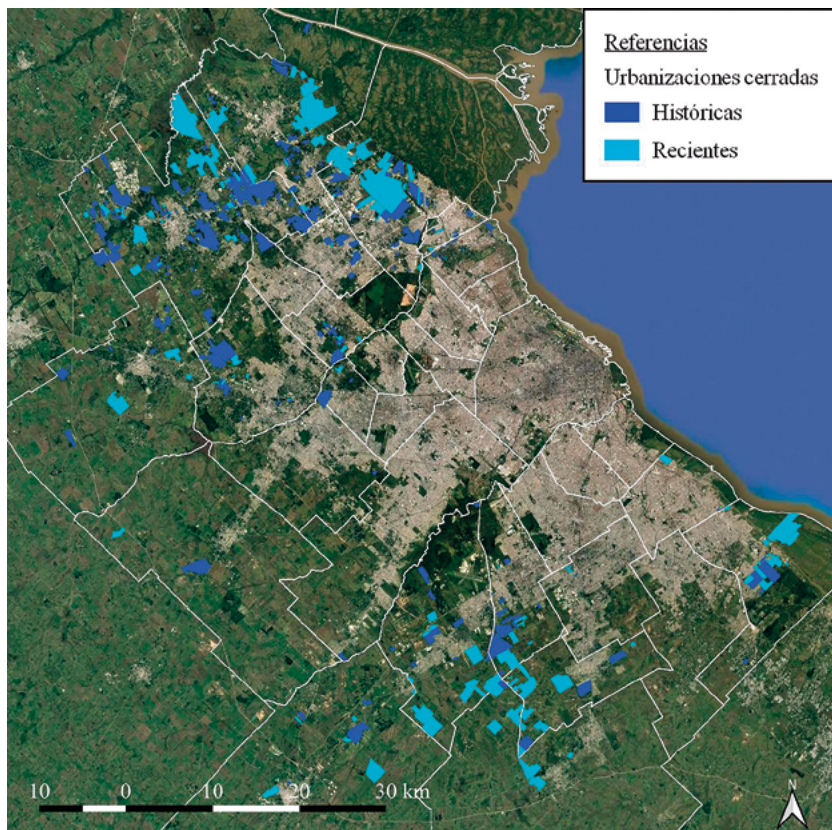 Referencias
Urbanizaciones cerradas
Históricas
Recientes
10 0 10 20 30 km
N